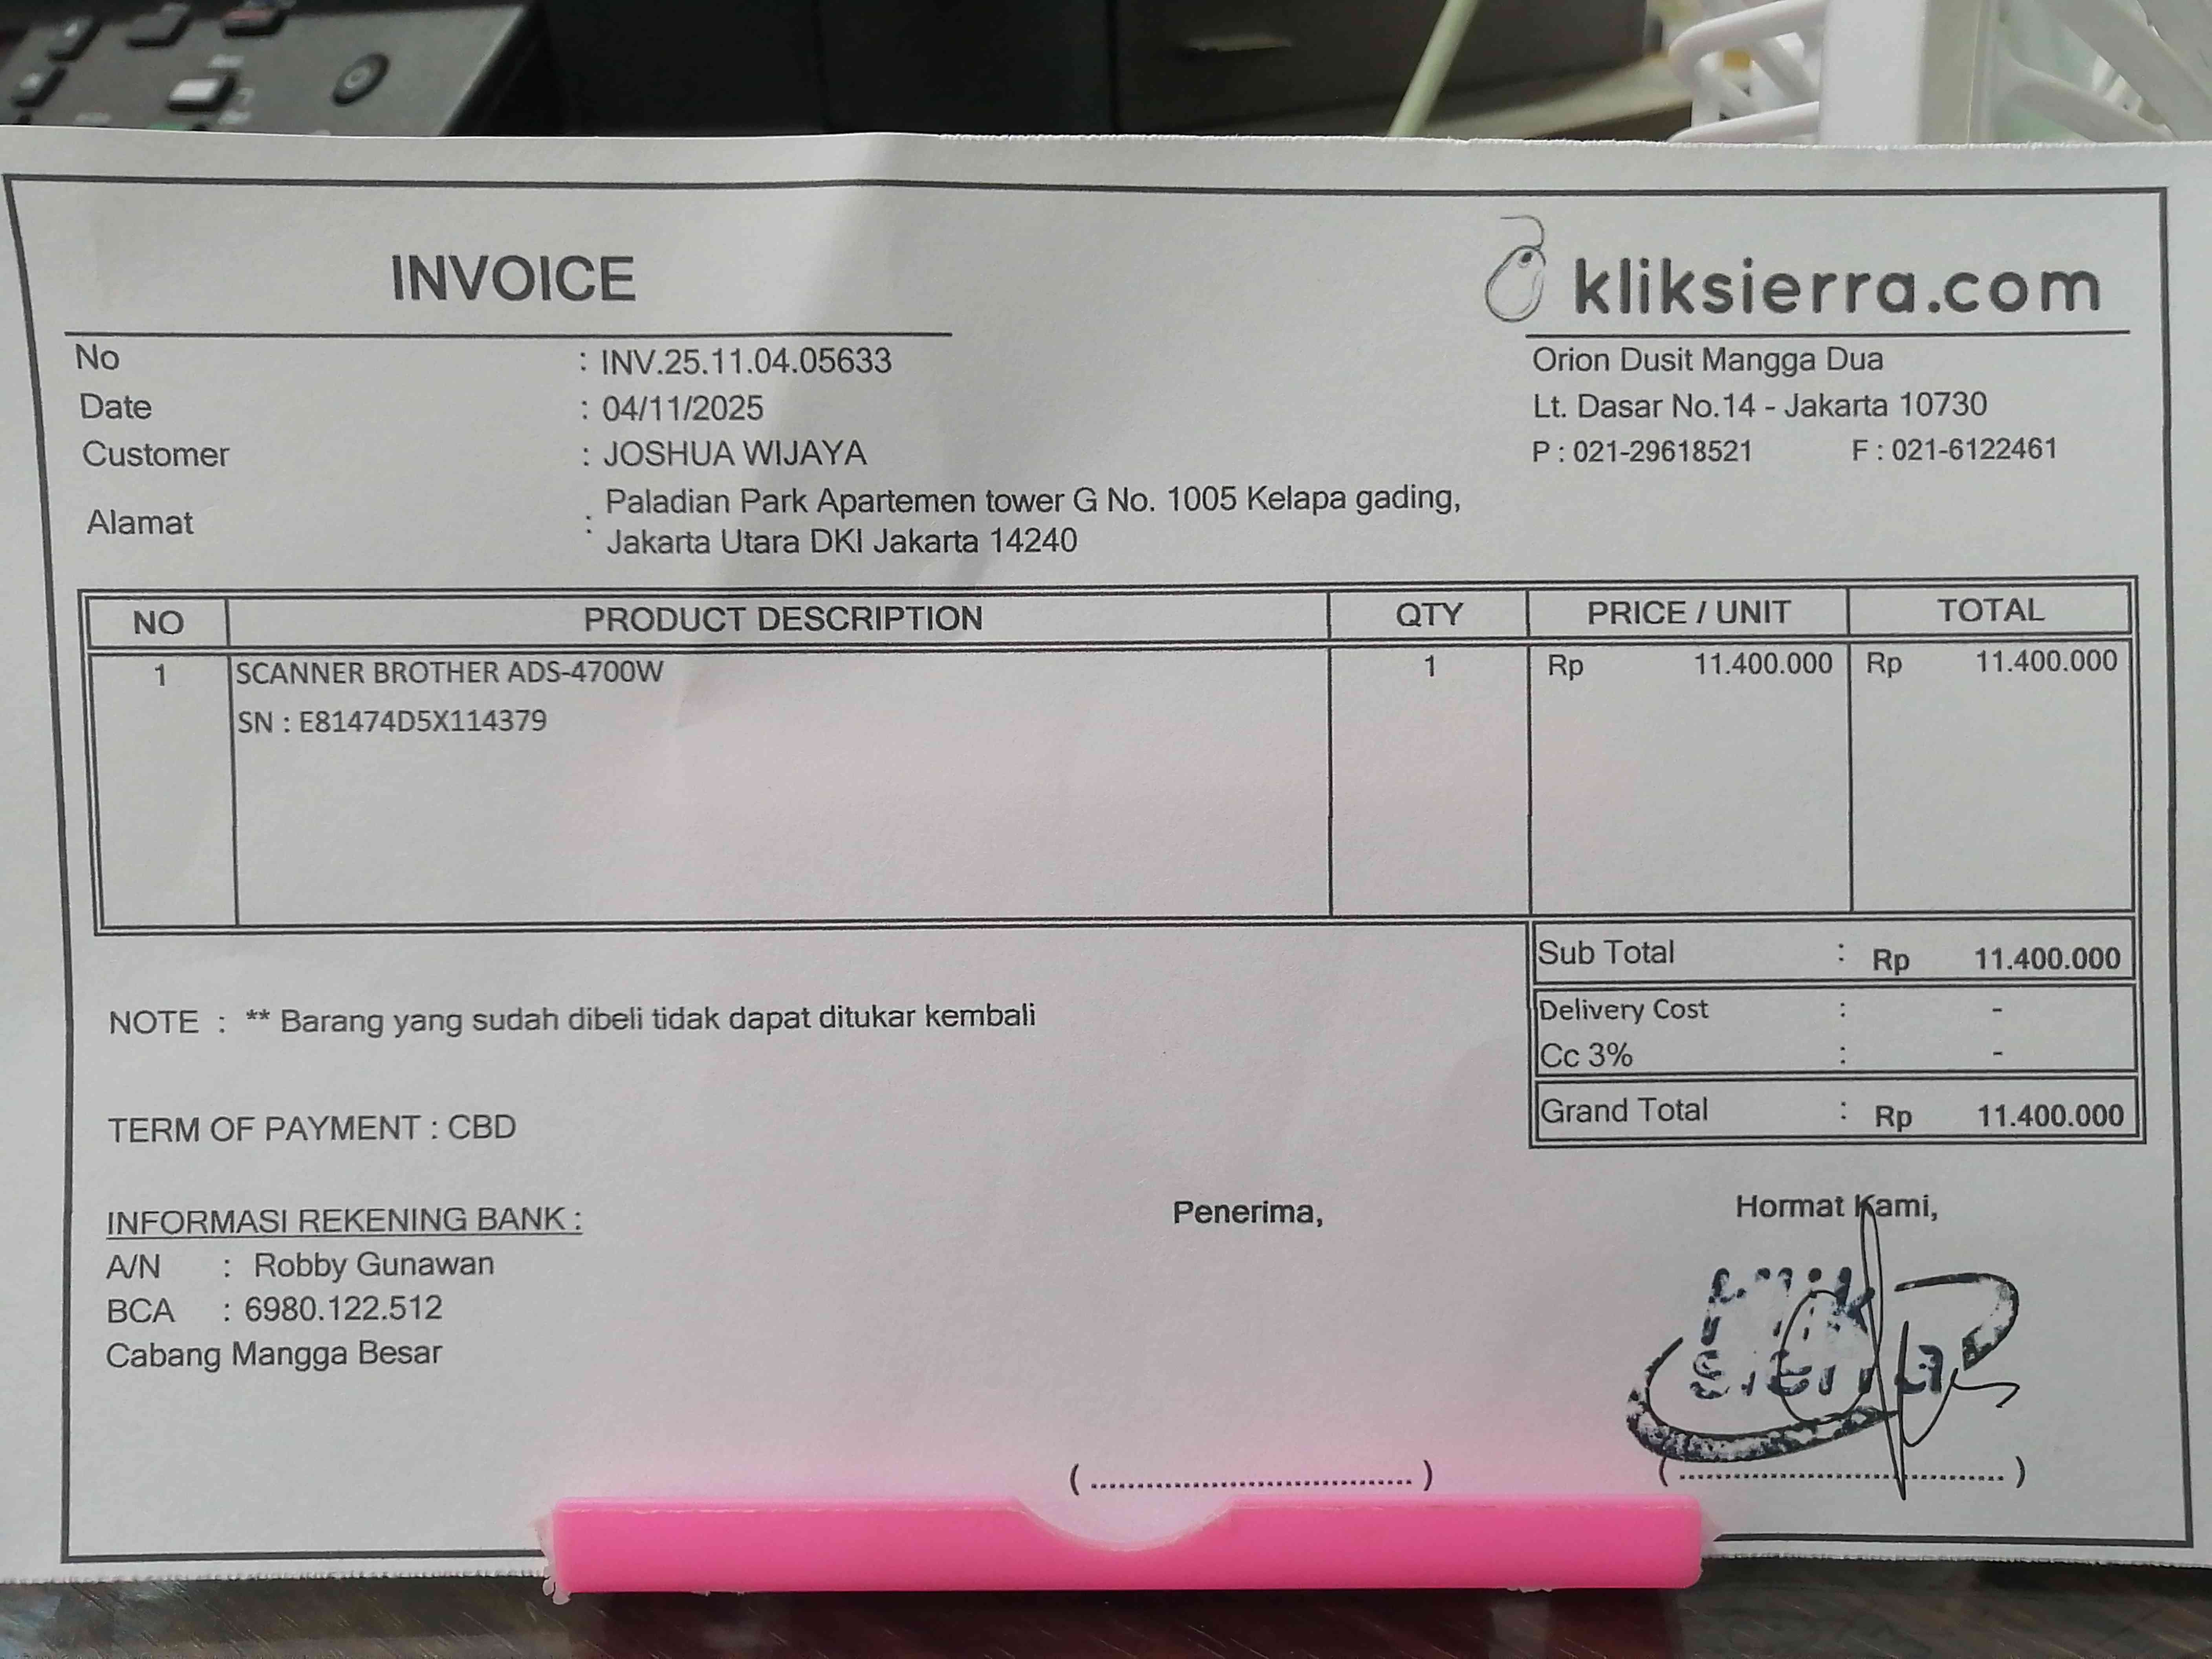 INVOICE
kliksierra.com
No : INV.25.11.04.05633
Date : 04/11/2025
Customer : JOSHUA WIJAYA
Alamat : Paladian Park Apartemen tower G No. 1005 Kelapa gading,
Jakarta Utara DKI Jakarta 14240
Orion Dusit Mangga Dua
Lt. Dasar No.14 - Jakarta 10730
P : 021-29618521 F : 021-6122461
NO PRODUCT DESCRIPTION QTY PRICE / UNIT TOTAL
1 SCANNER BROTHER ADS-4700W 1 Rp 11.400.000 Rp 11.400.000
SN : E81474D5X114379
Sub Total : Rp 11.400.000
Delivery Cost : -
Cc 3% : -
Grand Total : Rp 11.400.000
NOTE : ** Barang yang sudah dibeli tidak dapat ditukar kembali
TERM OF PAYMENT : CBD
INFORMASI REKENING BANK :
A/N : Robby Gunawan
BCA : 6980.122.512
Cabang Mangga Besar
Penerima,
Hormat Kami,
klik
sierra